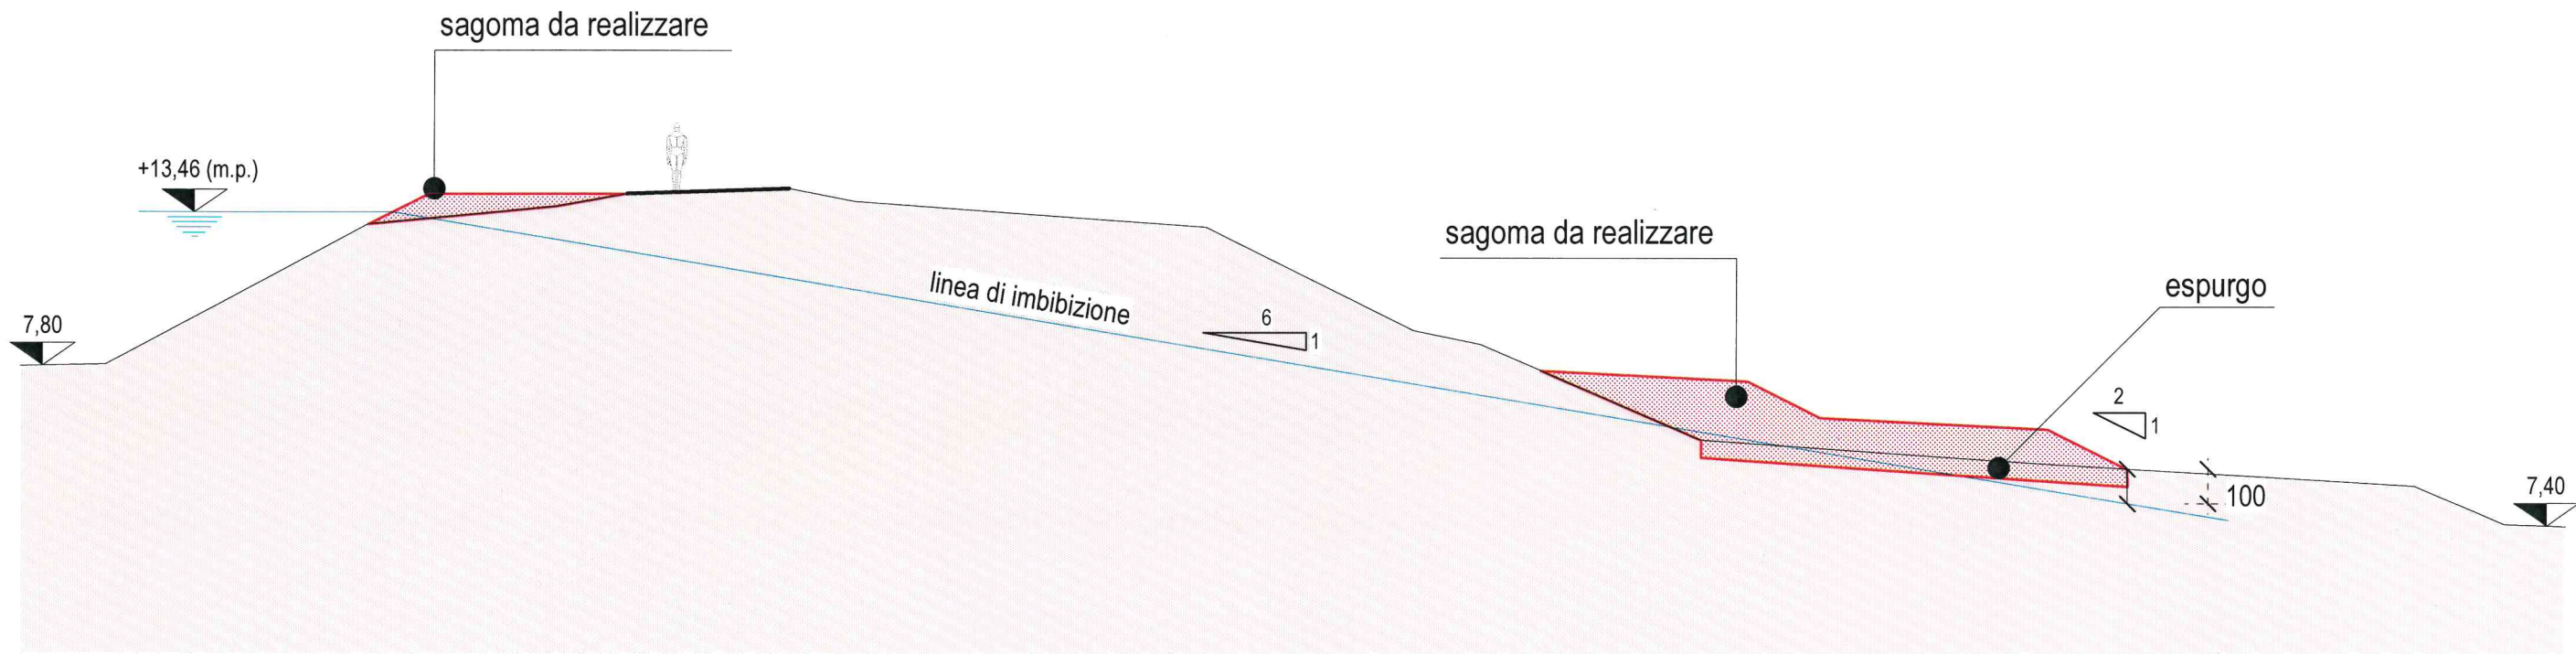 sagoma da realizzare
+13,46 (m.p.)
7,80
linea di imbibizione
6
1
sagoma da realizzare
espurgo
2
1
100
7,40